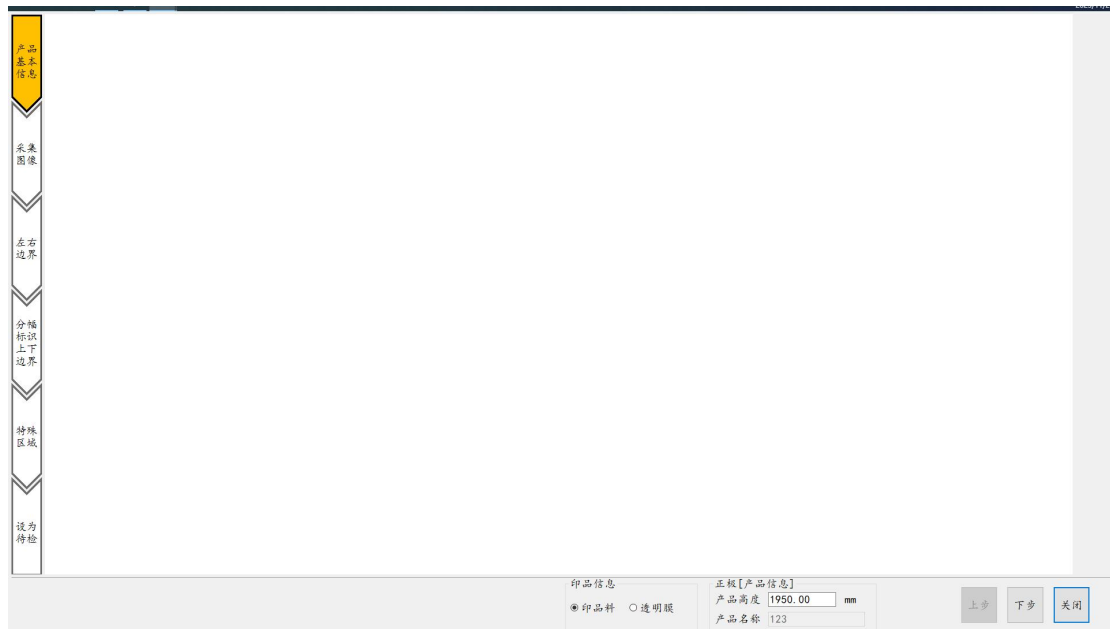 产品
基本
信息
采集
图像
左右
边界
分幅
标识
上下
边界
特殊
区域
设为
待检
印品信息
印品料 透明膜
正极[产品信息]
产品高度 1950.00 mm
产品名称 123
上步 下步 关闭